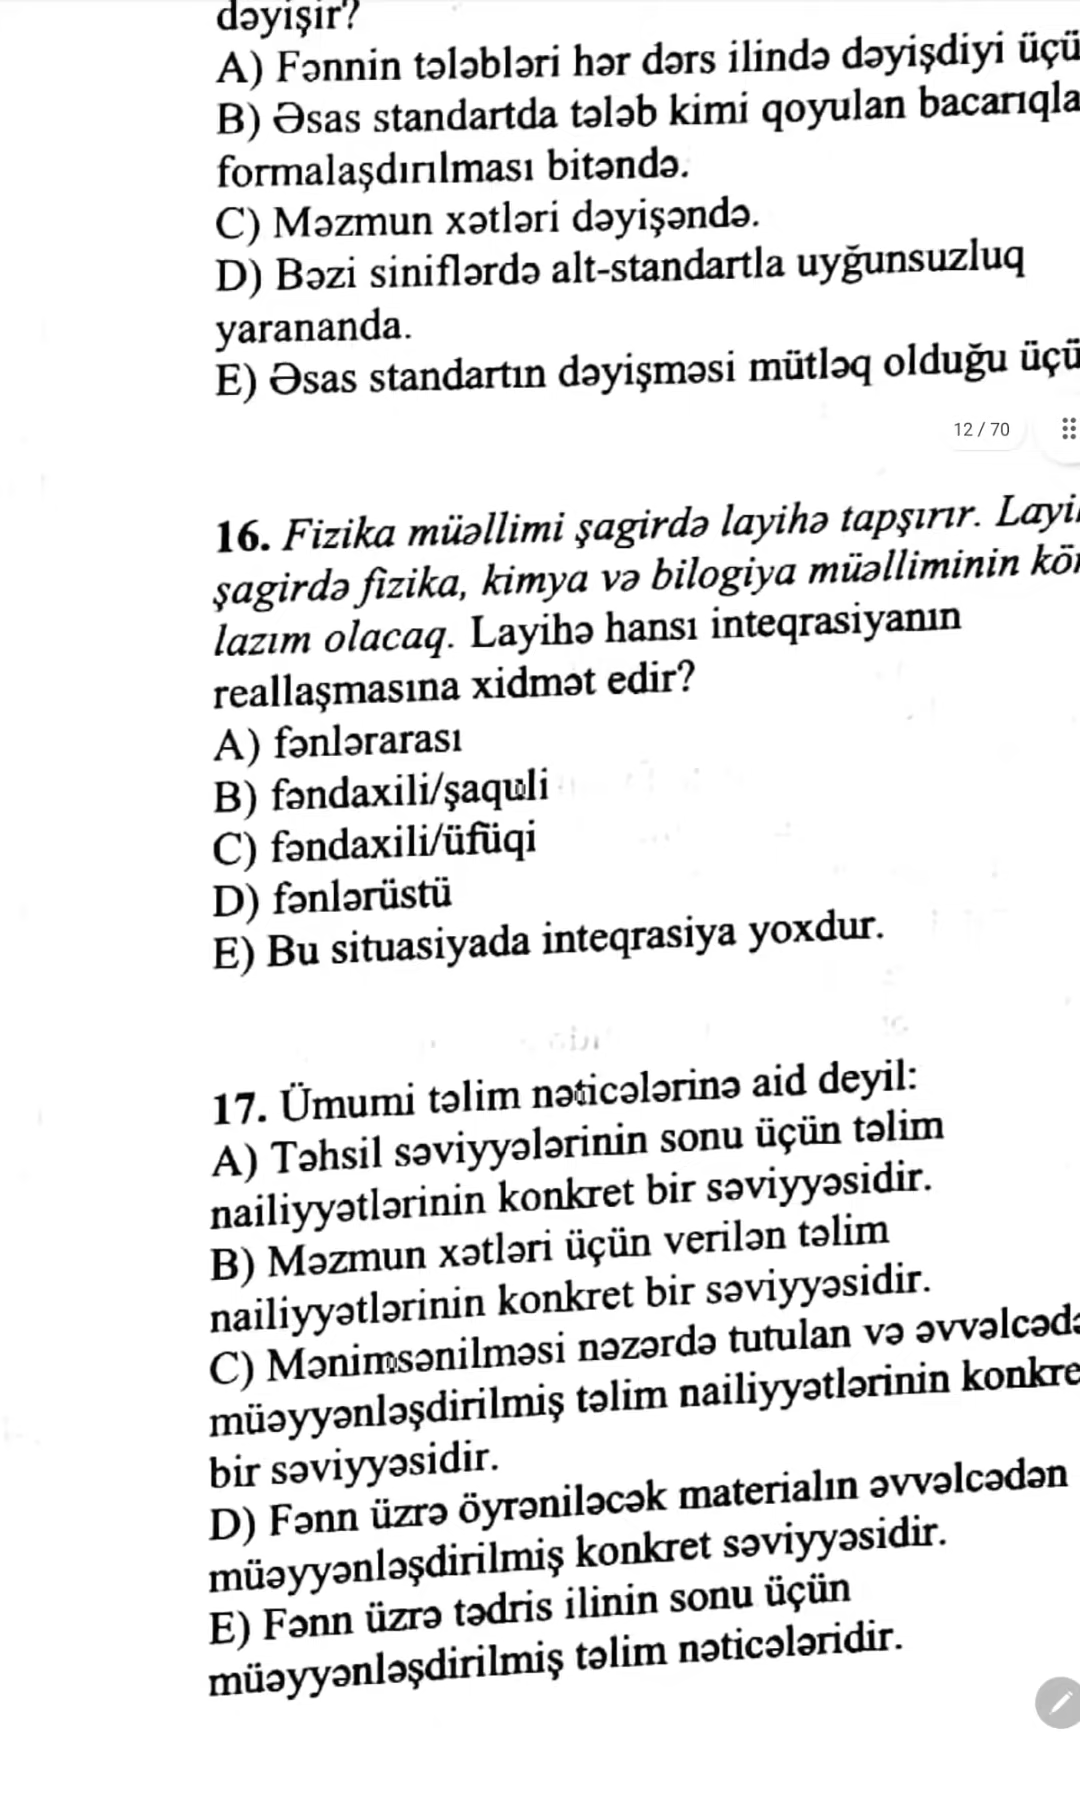 dəyişir?
A) Fənnin tələbləri hər dərs ilində dəyişdiyi üçü
B) Əsas standartda tələb kimi qoyulan bacarıqla
formalaşdırılması bitəndə.
C) Məzmun xətləri dəyişəndə.
D) Bəzi siniflərdə alt-standartla uyğunsuzluq
yarananda.
E) Əsas standartın dəyişməsi mütləq olduğu üçü
12 / 70
16. Fizika müəllimi şagirdə layihə tapşırır. Layi
şagirdə fizika, kimya və bilogiya müəlliminin kö
lazım olacaq. Layihə hansı inteqrasiyanın
reallaşmasına xidmət edir?
A) fənlərarası
B) fəndaxili/şaquli
C) fəndaxili/üfüqi
D) fənlərüstü
E) Bu situasiyada inteqrasiya yoxdur.
17. Ümumi təlim nəticələrinə aid deyil:
A) Təhsil səviyyələrinin sonu üçün təlim
nailiyyətlərinin konkret bir səviyyəsidir.
B) Məzmun xətləri üçün verilən təlim
nailiyyətlərinin konkret bir səviyyəsidir.
C) Mənimsənilməsi nəzərdə tutulan və əvvəlcədə
müəyyənləşdirilmiş təlim nailiyyətlərinin konkre
bir səviyyəsidir.
D) Fənn üzrə öyrəniləcək materialın əvvəlcədən
müəyyənləşdirilmiş konkret səviyyəsidir.
E) Fənn üzrə tədris ilinin sonu üçün
müəyyənləşdirilmiş təlim nəticələridir.